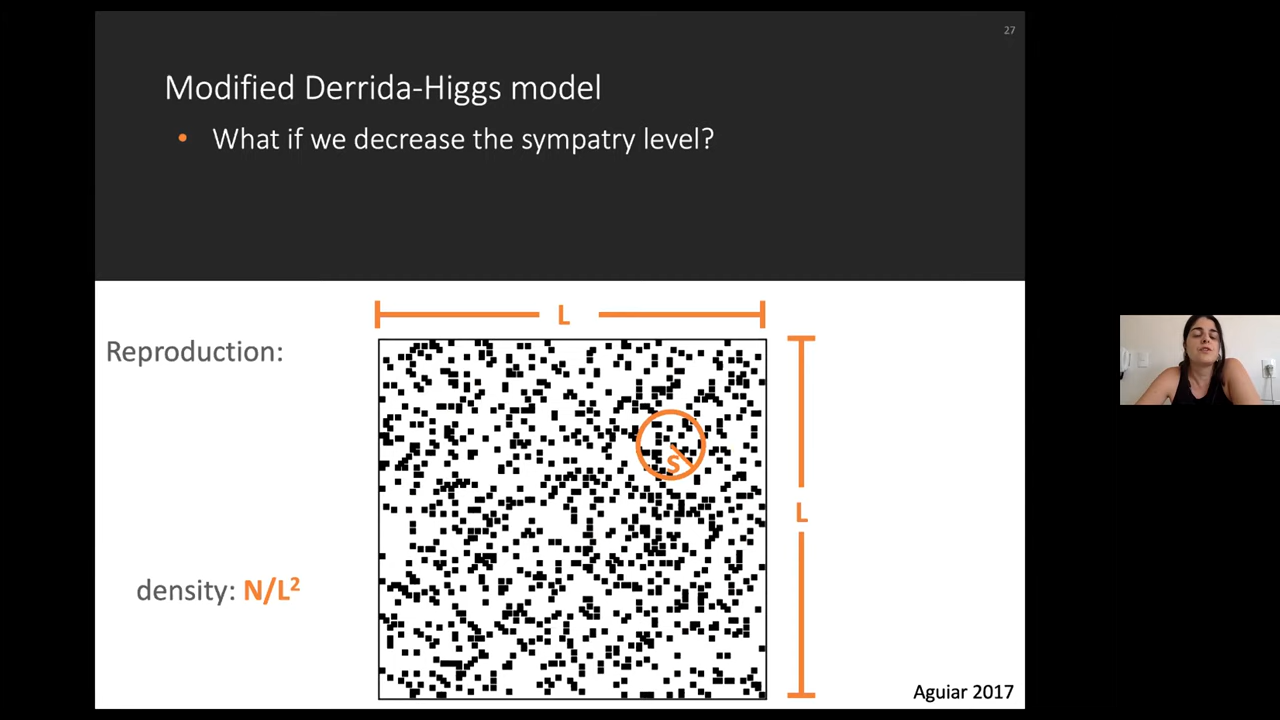 27
Modified Derrida-Higgs model
• What if we decrease the sympatry level?
L
Reproduction:
S
L
density: N/L²
Aguiar 2017